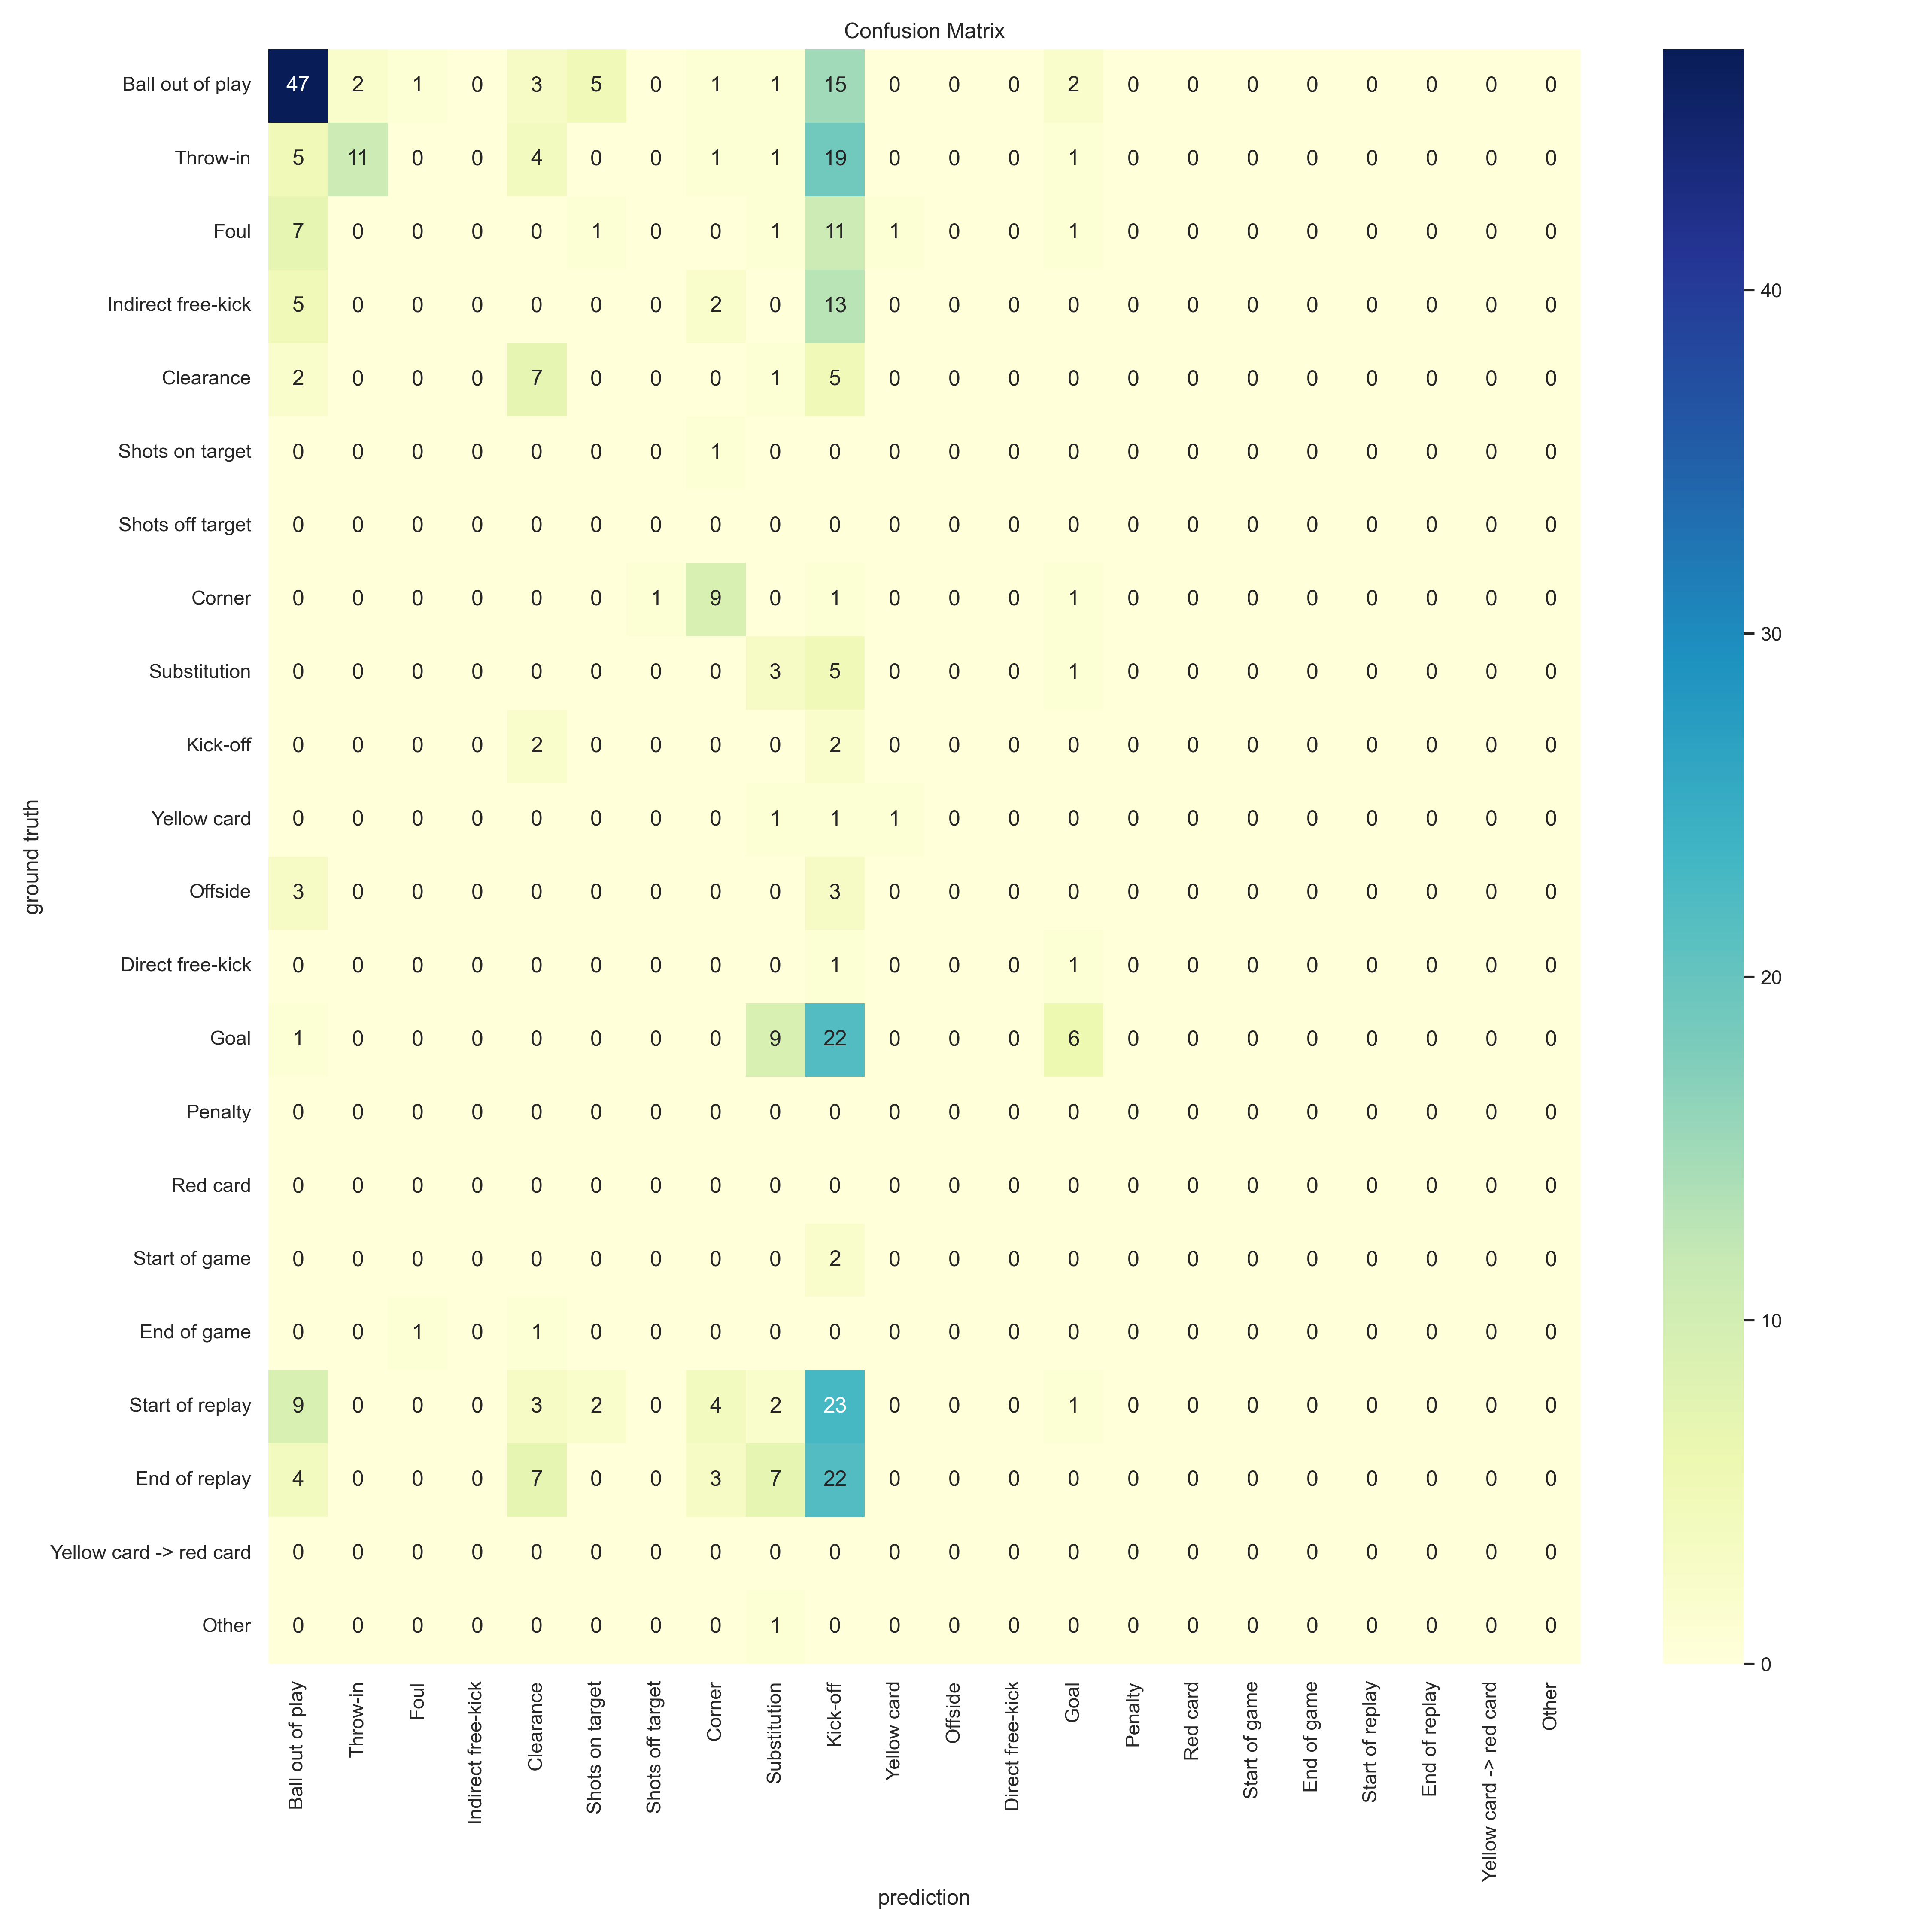 Confusion Matrix
Ball out of play 47 2 1 0 3 5 0 1 1 15 0 0 0 2 0 0 0 0 0 0 0 0
Throw-in 5 11 0 0 4 0 0 1 1 19 0 0 0 1 0 0 0 0 0 0 0 0
Foul 7 0 0 0 0 1 0 0 1 11 1 0 0 1 0 0 0 0 0 0 0 0
Indirect free-kick 5 0 0 0 0 0 0 2 0 13 0 0 0 0 0 0 0 0 0 0 0 0
40
Clearance 2 0 0 0 7 0 0 0 1 5 0 0 0 0 0 0 0 0 0 0 0 0
Shots on target 0 0 0 0 0 0 0 1 0 0 0 0 0 0 0 0 0 0 0 0 0 0
Shots off target 0 0 0 0 0 0 0 0 0 0 0 0 0 0 0 0 0 0 0 0 0 0
Corner 0 0 0 0 0 0 1 9 0 1 0 0 0 1 0 0 0 0 0 0 0 0
30
Substitution 0 0 0 0 0 0 0 0 3 5 0 0 0 1 0 0 0 0 0 0 0 0
Kick-off 0 0 0 0 2 0 0 0 0 2 0 0 0 0 0 0 0 0 0 0 0 0
Yellow card 0 0 0 0 0 0 0 0 1 1 1 0 0 0 0 0 0 0 0 0 0 0
ground truth
Offside 3 0 0 0 0 0 0 0 0 3 0 0 0 0 0 0 0 0 0 0 0 0
Direct free-kick 0 0 0 0 0 0 0 0 0 1 0 0 0 1 0 0 0 0 0 0 0 0
20
Goal 1 0 0 0 0 0 0 0 9 22 0 0 0 6 0 0 0 0 0 0 0 0
Penalty 0 0 0 0 0 0 0 0 0 0 0 0 0 0 0 0 0 0 0 0 0 0
Red card 0 0 0 0 0 0 0 0 0 0 0 0 0 0 0 0 0 0 0 0 0 0
Start of game 0 0 0 0 0 0 0 0 0 2 0 0 0 0 0 0 0 0 0 0 0 0
10
End of game 0 0 1 0 1 0 0 0 0 0 0 0 0 0 0 0 0 0 0 0 0 0
Start of replay 9 0 0 0 3 2 0 4 2 23 0 0 0 1 0 0 0 0 0 0 0 0
End of replay 4 0 0 0 7 0 0 3 7 22 0 0 0 0 0 0 0 0 0 0 0 0
Yellow card -> red card 0 0 0 0 0 0 0 0 0 0 0 0 0 0 0 0 0 0 0 0 0 0
Other 0 0 0 0 0 0 0 0 1 0 0 0 0 0 0 0 0 0 0 0 0 0
0
Ball out of play
Throw-in
Foul
Indirect free-kick
Clearance
Shots on target
Shots off target
Corner
Substitution
Kick-off
Yellow card
Offside
Direct free-kick
Goal
Penalty
Red card
Start of game
End of game
Start of replay
End of replay
Yellow card -> red card
Other
prediction